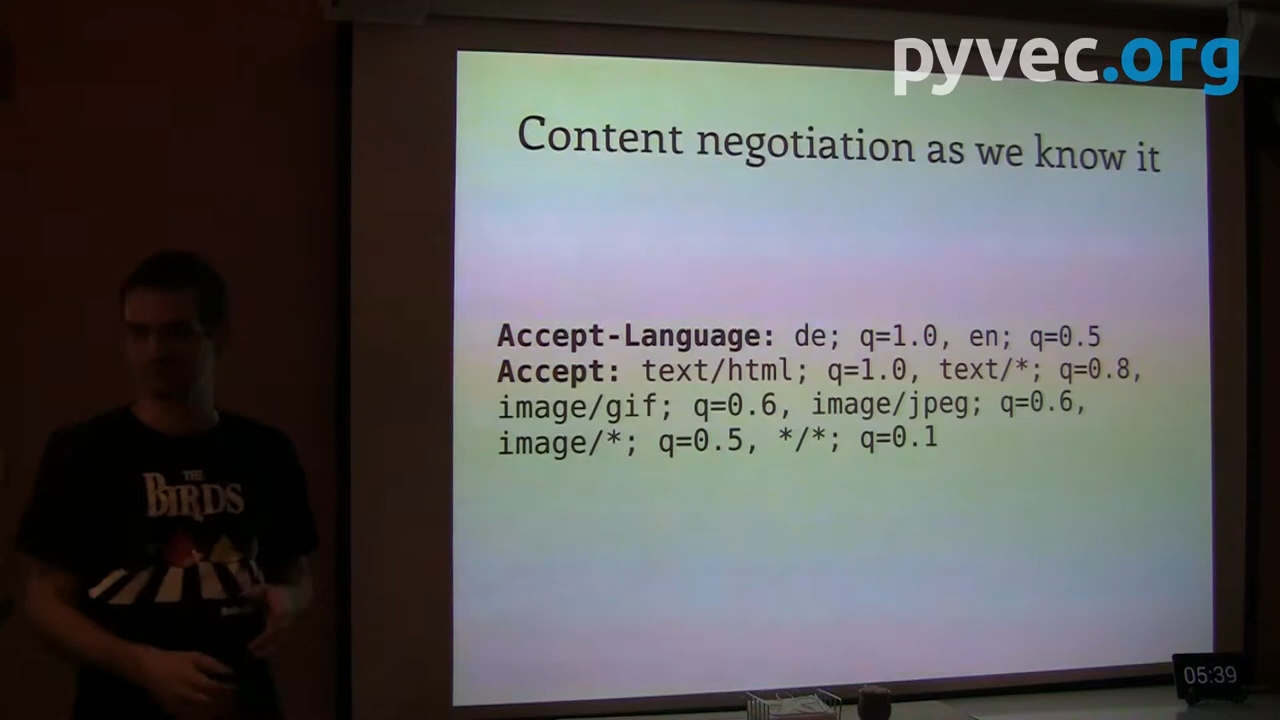 pyvec.org
Content negotiation as we know it
Accept-Language: de; q=1.0, en; q=0.5
Accept: text/html; q=1.0, text/*; q=0.8,
image/gif; q=0.6, image/jpeg; q=0.6,
image/*; q=0.5, */*; q=0.1
THE
BIRDS
05:39